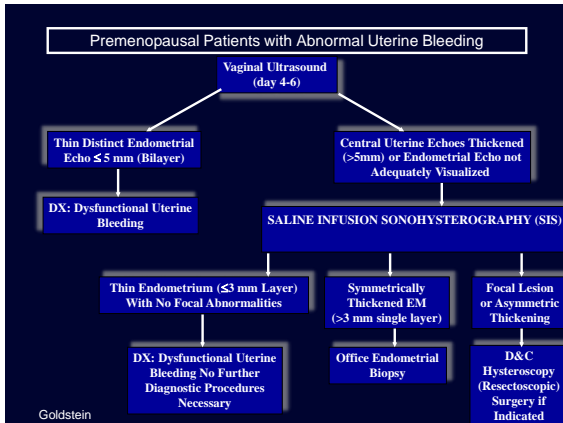 Premenopausal Patients with Abnormal Uterine Bleeding
Vaginal Ultrasound
(day 4-6)
Thin Distinct Endometrial
Echo ≤ 5 mm (Bilayer)
Central Uterine Echoes Thickened
(>5mm) or Endometrial Echo not
Adequately Visualized
DX: Dysfunctional Uterine
Bleeding
SALINE INFUSION SONOHYSTEROGRAPHY (SIS)
Thin Endometrium (≤3 mm Layer)
With No Focal Abnormalities
Symmetrically
Thickened EM
(>3 mm single layer)
Focal Lesion
or Asymmetric
Thickening
DX: Dysfunctional Uterine
Bleeding No Further
Diagnostic Procedures
Necessary
Office Endometrial
Biopsy
D&C
Hysteroscopy
(Resectoscopic)
Surgery if
Indicated
Goldstein